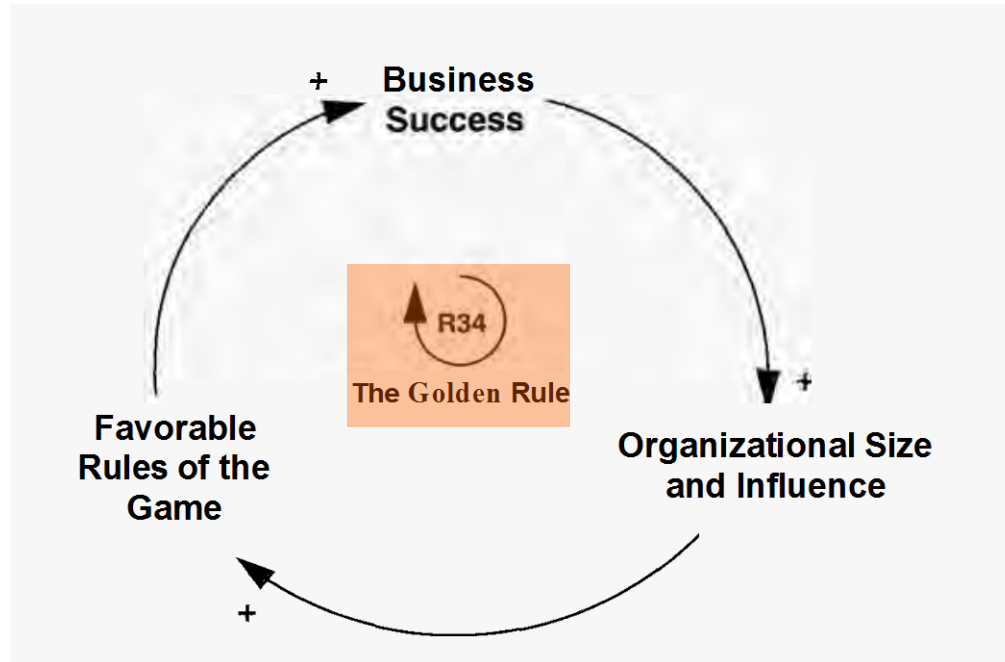 +
Business
Success
R34
The Golden Rule
+
Favorable
Rules of the
Game
Organizational Size
and Influence
+